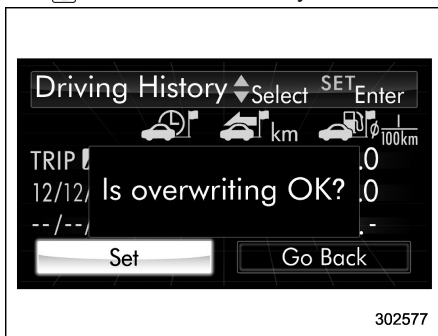 Driving History Select SET Enter
km ø l/100km
TRIP .0
12/12/ .0
--/--/ .-
Is overwriting OK?
Set Go Back
302577